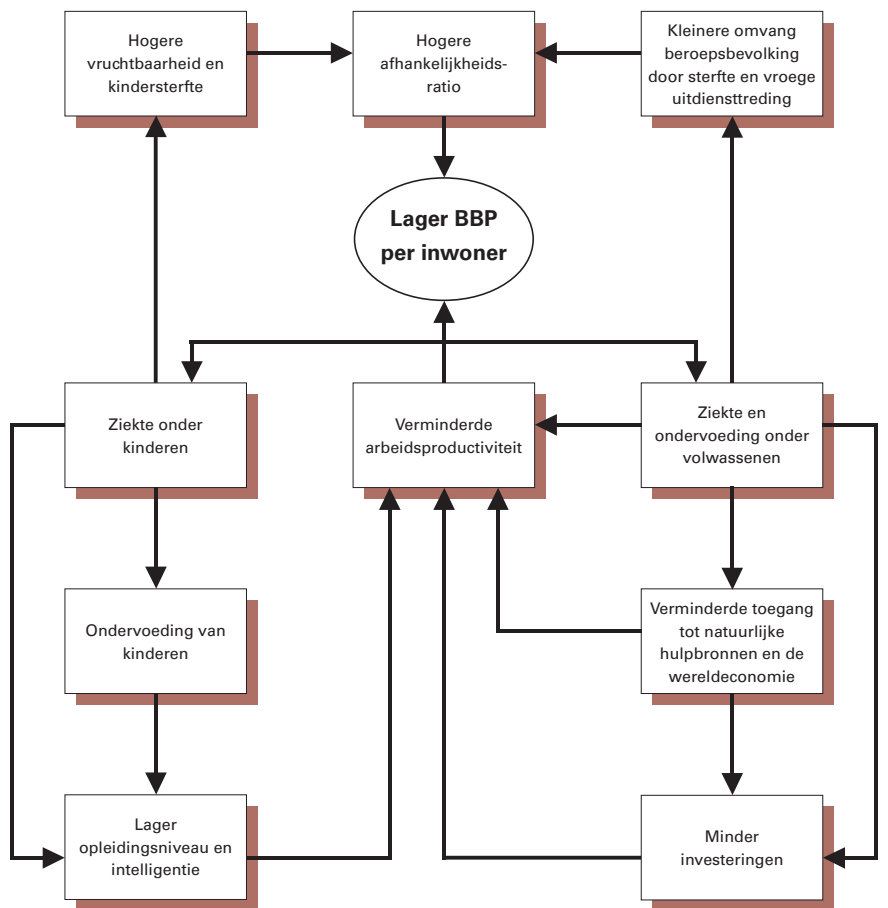 Hogere
vruchtbaarheid en
kindersterfte
Hogere
afhankelijkheids-
ratio
Kleinere omvang
beroepsbevolking
door sterfte en vroege
uitdiensttreding
Lager BBP
per inwoner
Ziekte onder
kinderen
Verminderde
arbeidsproductiviteit
Ziekte en
ondervoeding onder
volwassenen
Ondervoeding van
kinderen
Verminderde toegang
tot natuurlijke
hulpbronnen en de
wereldeconomie
Lager
opleidingsniveau en
intelligentie
Minder
investeringen